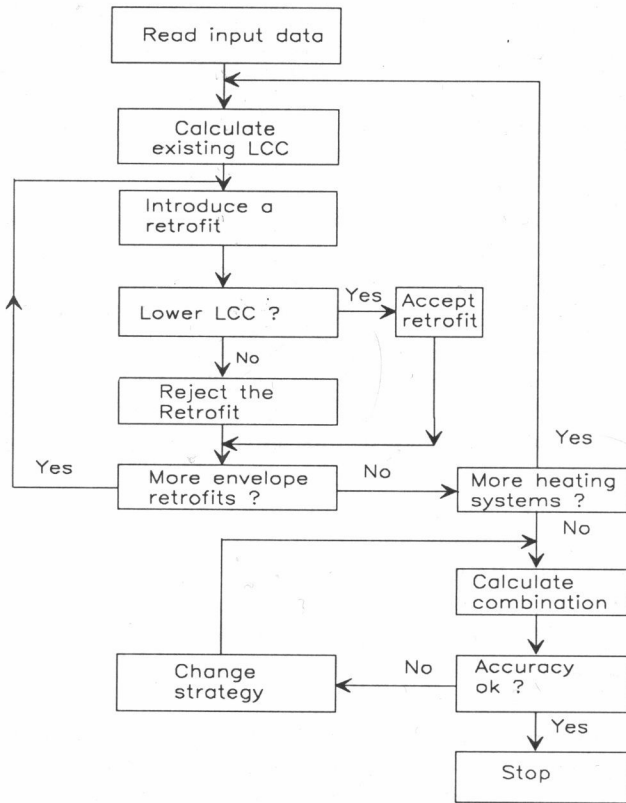 Read input data
Calculate
existing LCC
Introduce a
retrofit
Lower LCC ?
Yes
Accept
retrofit
No
Reject the
Retrofit
Yes
More envelope
retrofits ?
No
Yes
More heating
systems ?
No
Calculate
combination
Change
strategy
No
Accuracy
ok ?
Yes
Stop